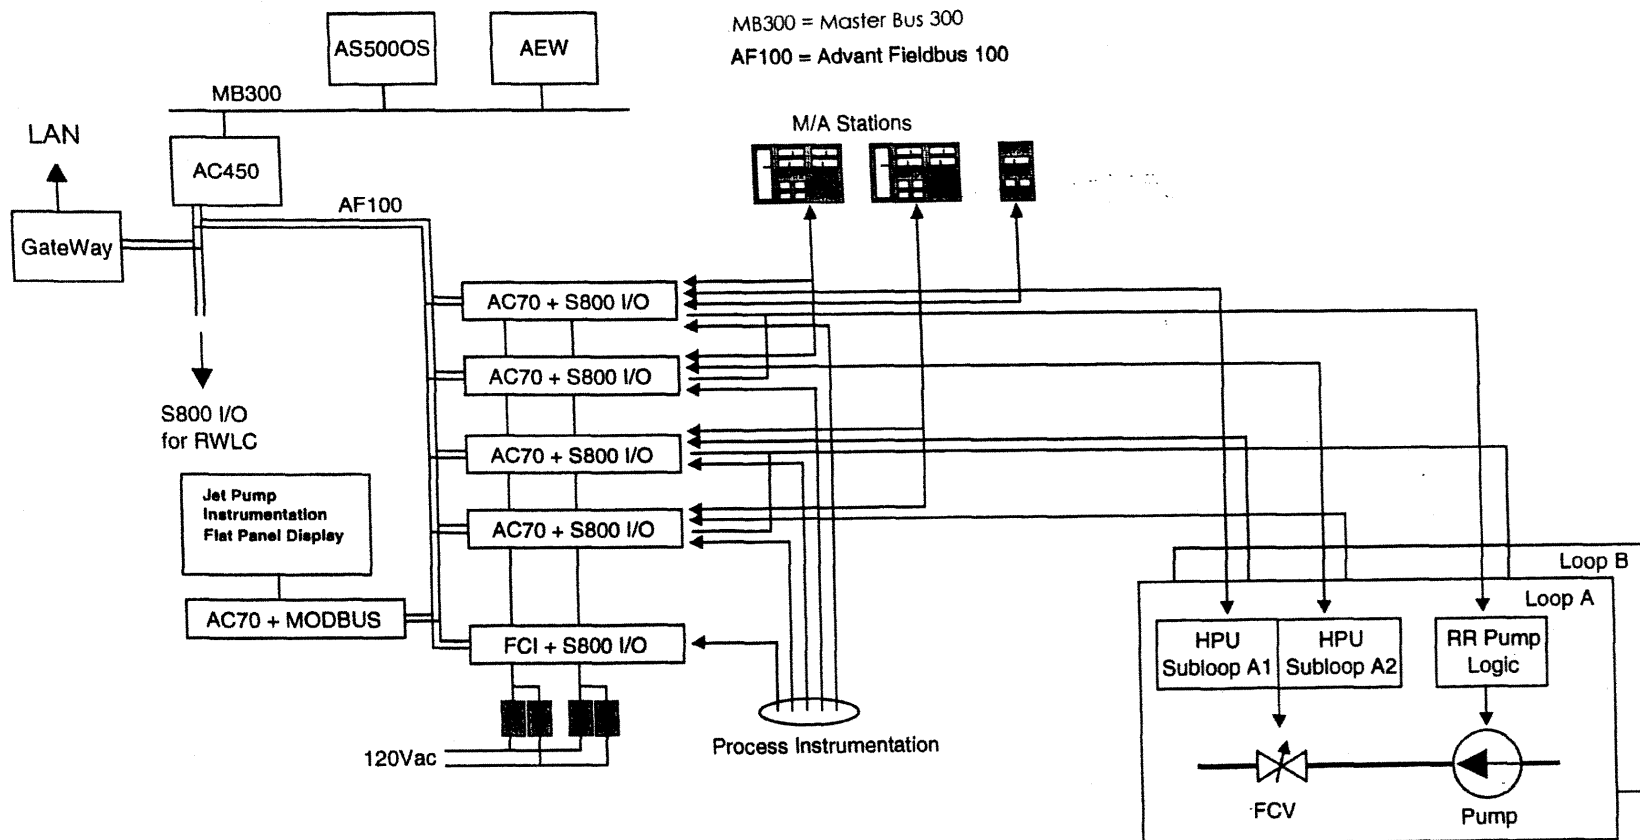 MB300 = Master Bus 300
AF100 = Advant Fieldbus 100
AS500OS
AEW
MB300
LAN
AC450
M/A Stations
AF100
GateWay
AC70 + S800 I/O
AC70 + S800 I/O
S800 I/O
for RWLC
AC70 + S800 I/O
Jet Pump
Instrumentation
Flat Panel Display
AC70 + S800 I/O
Loop B
Loop A
AC70 + MODBUS
FCI + S800 I/O
HPU
Subloop A1
HPU
Subloop A2
RR Pump
Logic
120Vac
Process Instrumentation
FCV
Pump